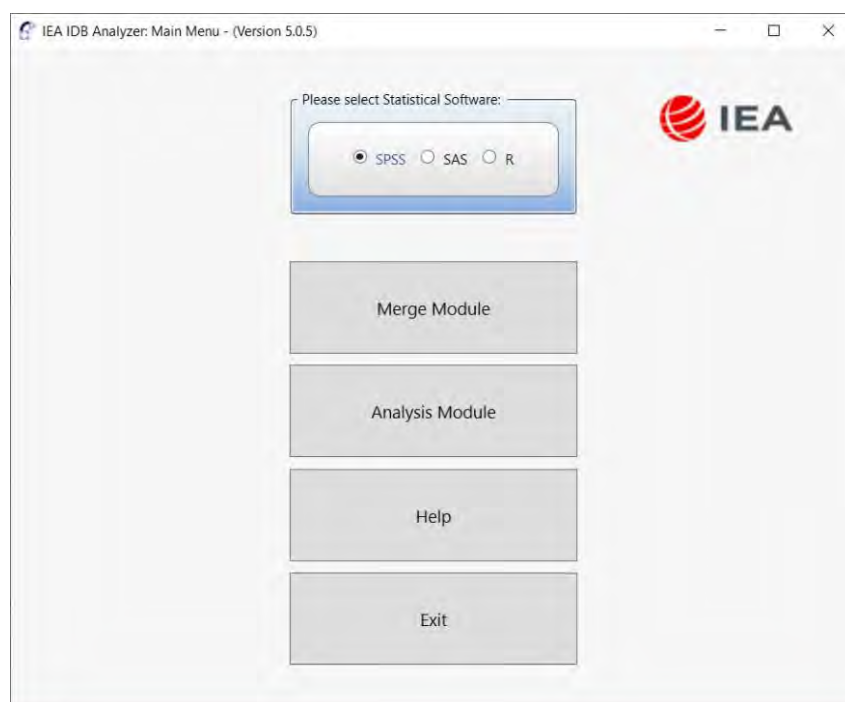 IEA IDB Analyzer: Main Menu - (Version 5.0.5)
Please select Statistical Software:
SPSS SAS R
IEA
Merge Module
Analysis Module
Help
Exit